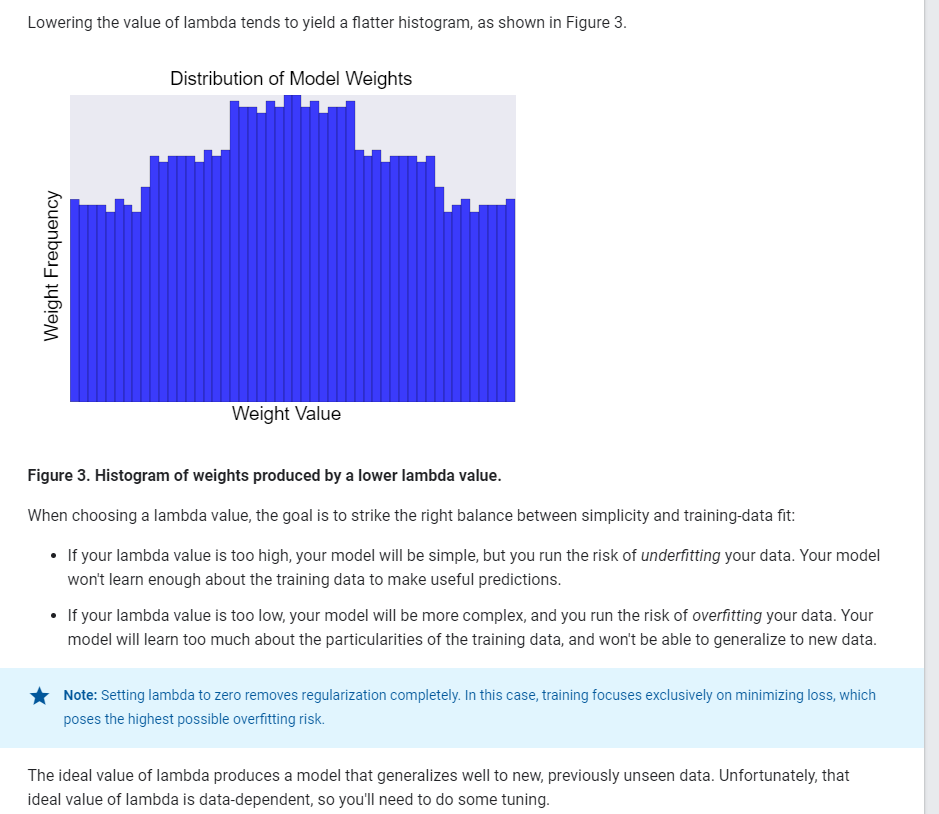 Lowering the value of lambda tends to yield a flatter histogram, as shown in Figure 3.
Distribution of Model Weights
Weight Frequency
Weight Value
Figure 3. Histogram of weights produced by a lower lambda value.
When choosing a lambda value, the goal is to strike the right balance between simplicity and training-data fit:
• If your lambda value is too high, your model will be simple, but you run the risk of underfitting your data. Your model
won't learn enough about the training data to make useful predictions.
• If your lambda value is too low, your model will be more complex, and you run the risk of overfitting your data. Your
model will learn too much about the particularities of the training data, and won't be able to generalize to new data.
Note: Setting lambda to zero removes regularization completely. In this case, training focuses exclusively on minimizing loss, which
poses the highest possible overfitting risk.
The ideal value of lambda produces a model that generalizes well to new, previously unseen data. Unfortunately, that
ideal value of lambda is data-dependent, so you'll need to do some tuning.